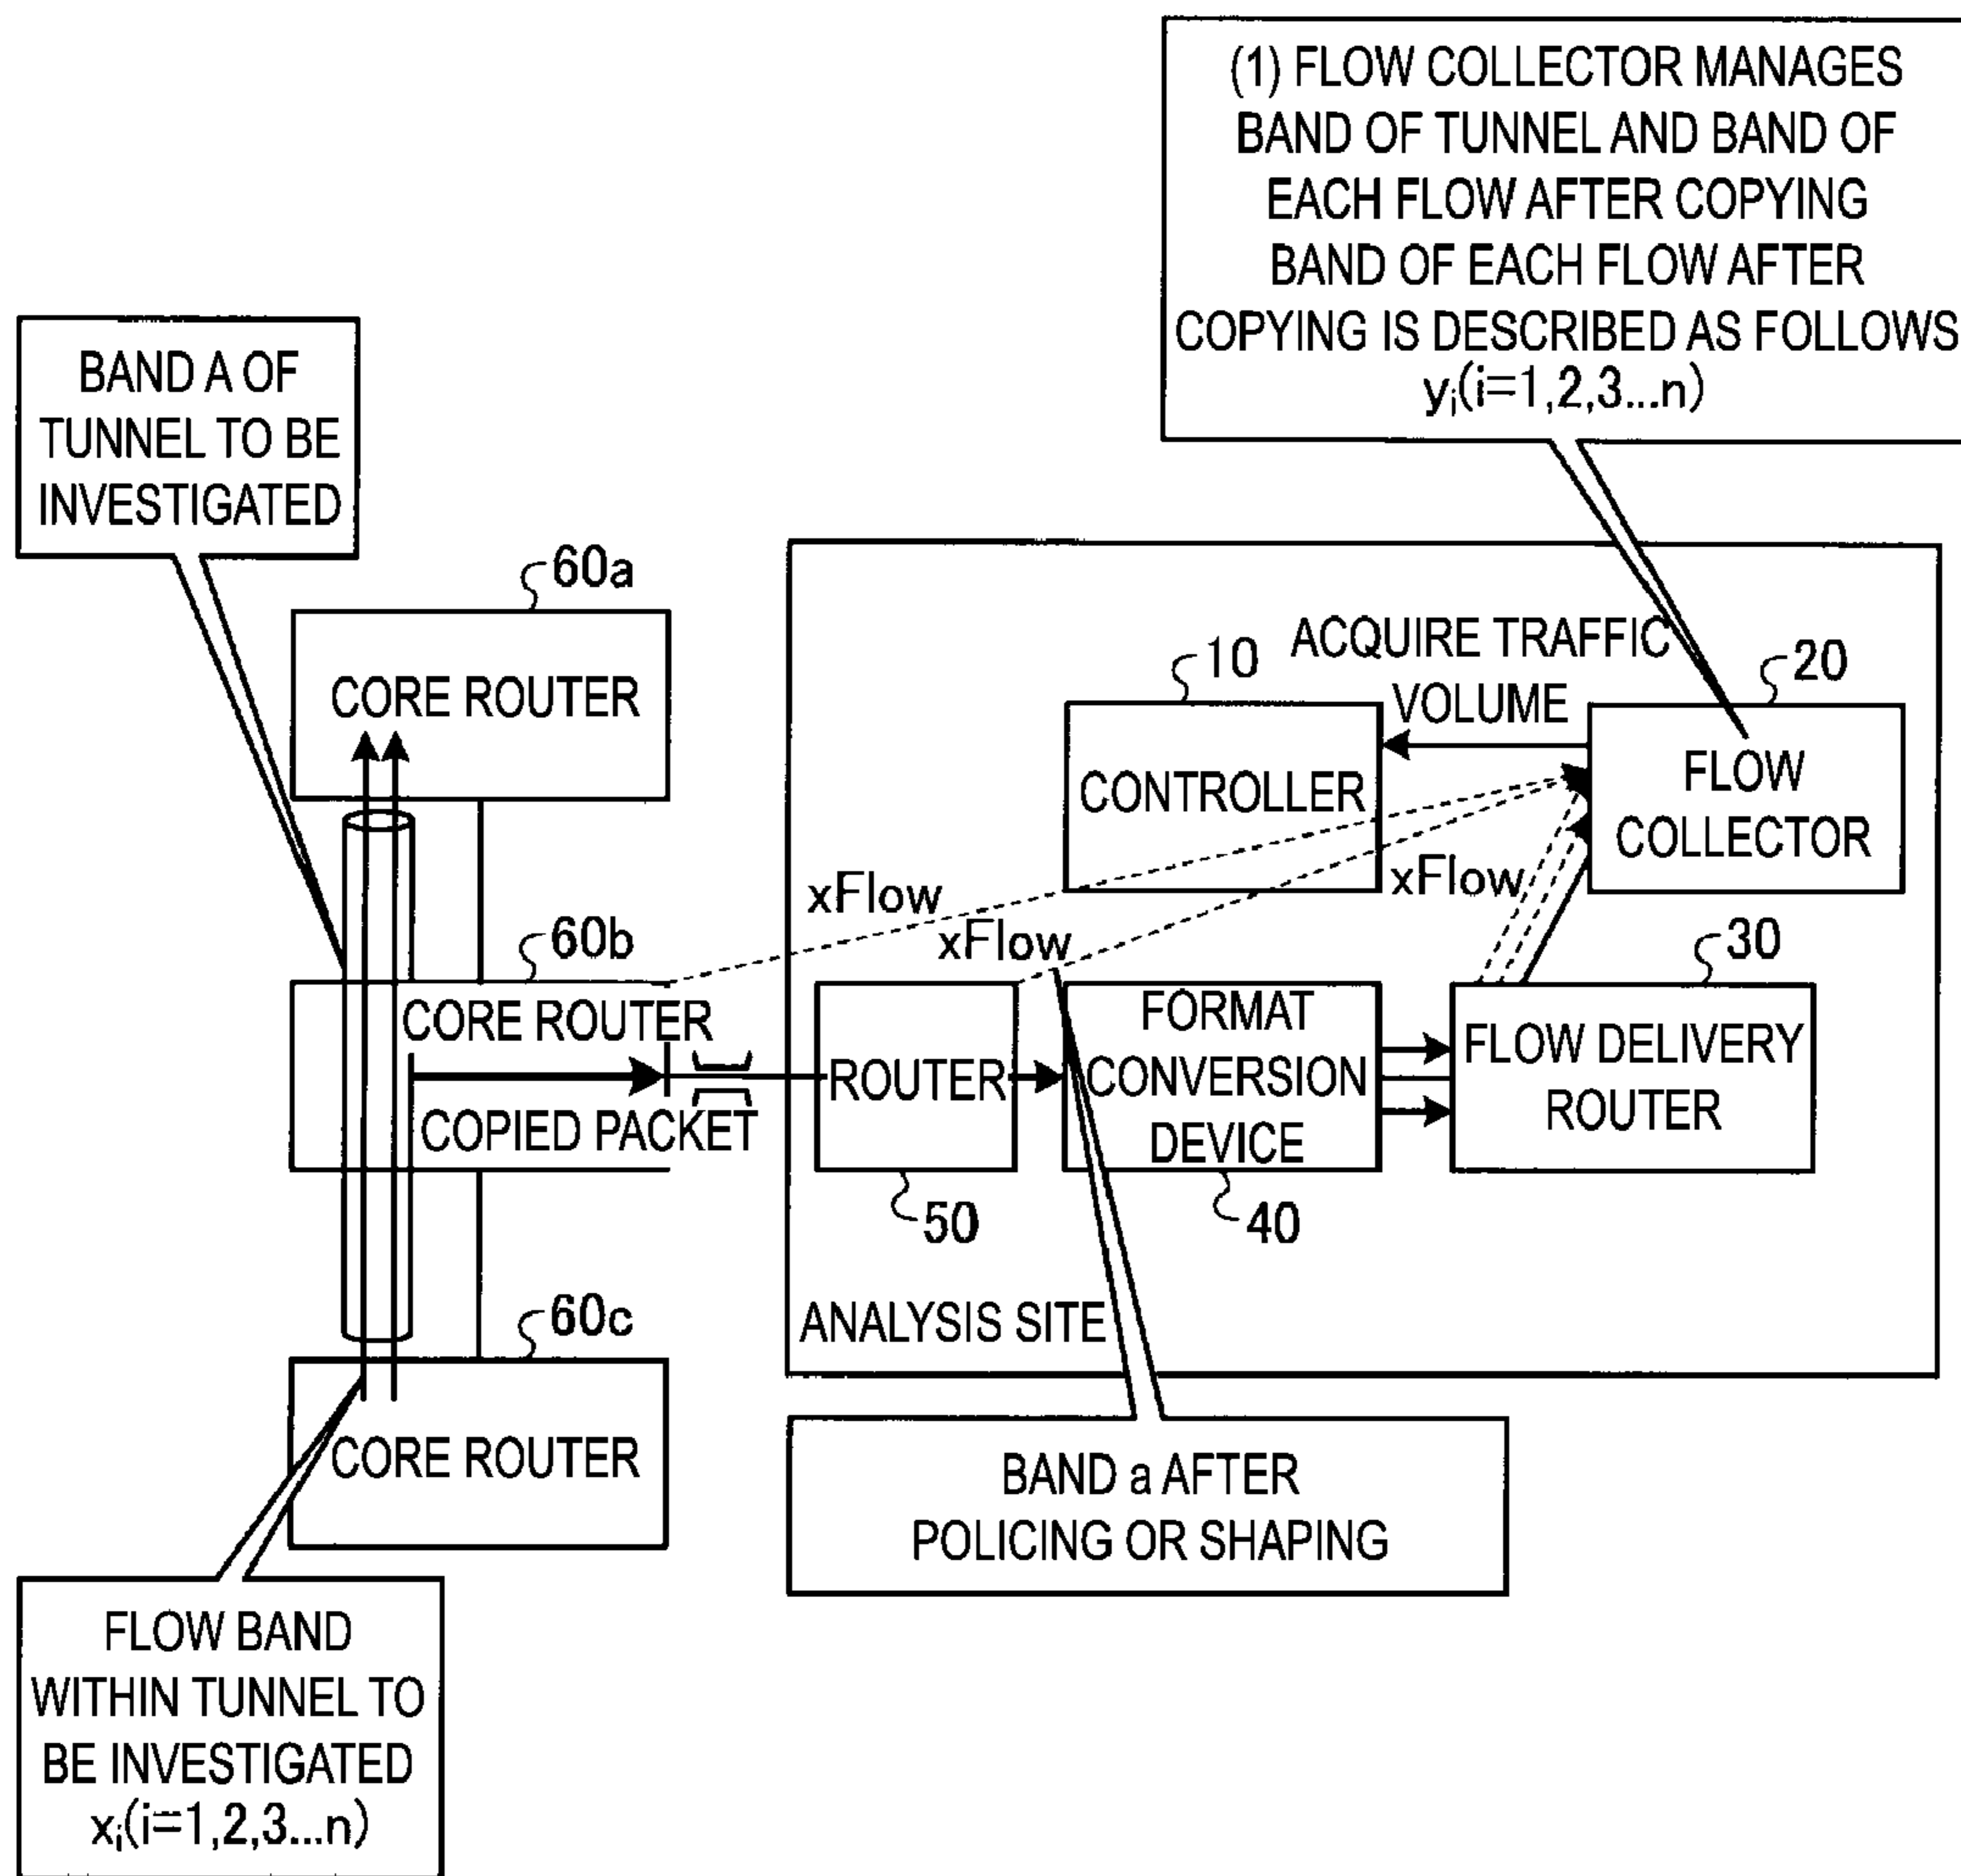 (1) FLOW COLLECTOR MANAGES
BAND OF TUNNEL AND BAND OF
EACH FLOW AFTER COPYING
BAND OF EACH FLOW AFTER
COPYING IS DESCRIBED AS FOLLOWS
yi(i=1,2,3...n)
BAND A OF
TUNNEL TO BE
INVESTIGATED
60a
CORE ROUTER
10
ACQUIRE TRAFFIC
VOLUME
20
CONTROLLER
FLOW
COLLECTOR
xFlow
xFlow
xFlow
60b
30
CORE ROUTER
COPIED PACKET
ROUTER
FORMAT
CONVERSION
DEVICE
FLOW DELIVERY
ROUTER
50
40
ANALYSIS SITE
60c
CORE ROUTER
BAND a AFTER
POLICING OR SHAPING
FLOW BAND
WITHIN TUNNEL TO
BE INVESTIGATED
xi(i=1,2,3...n)